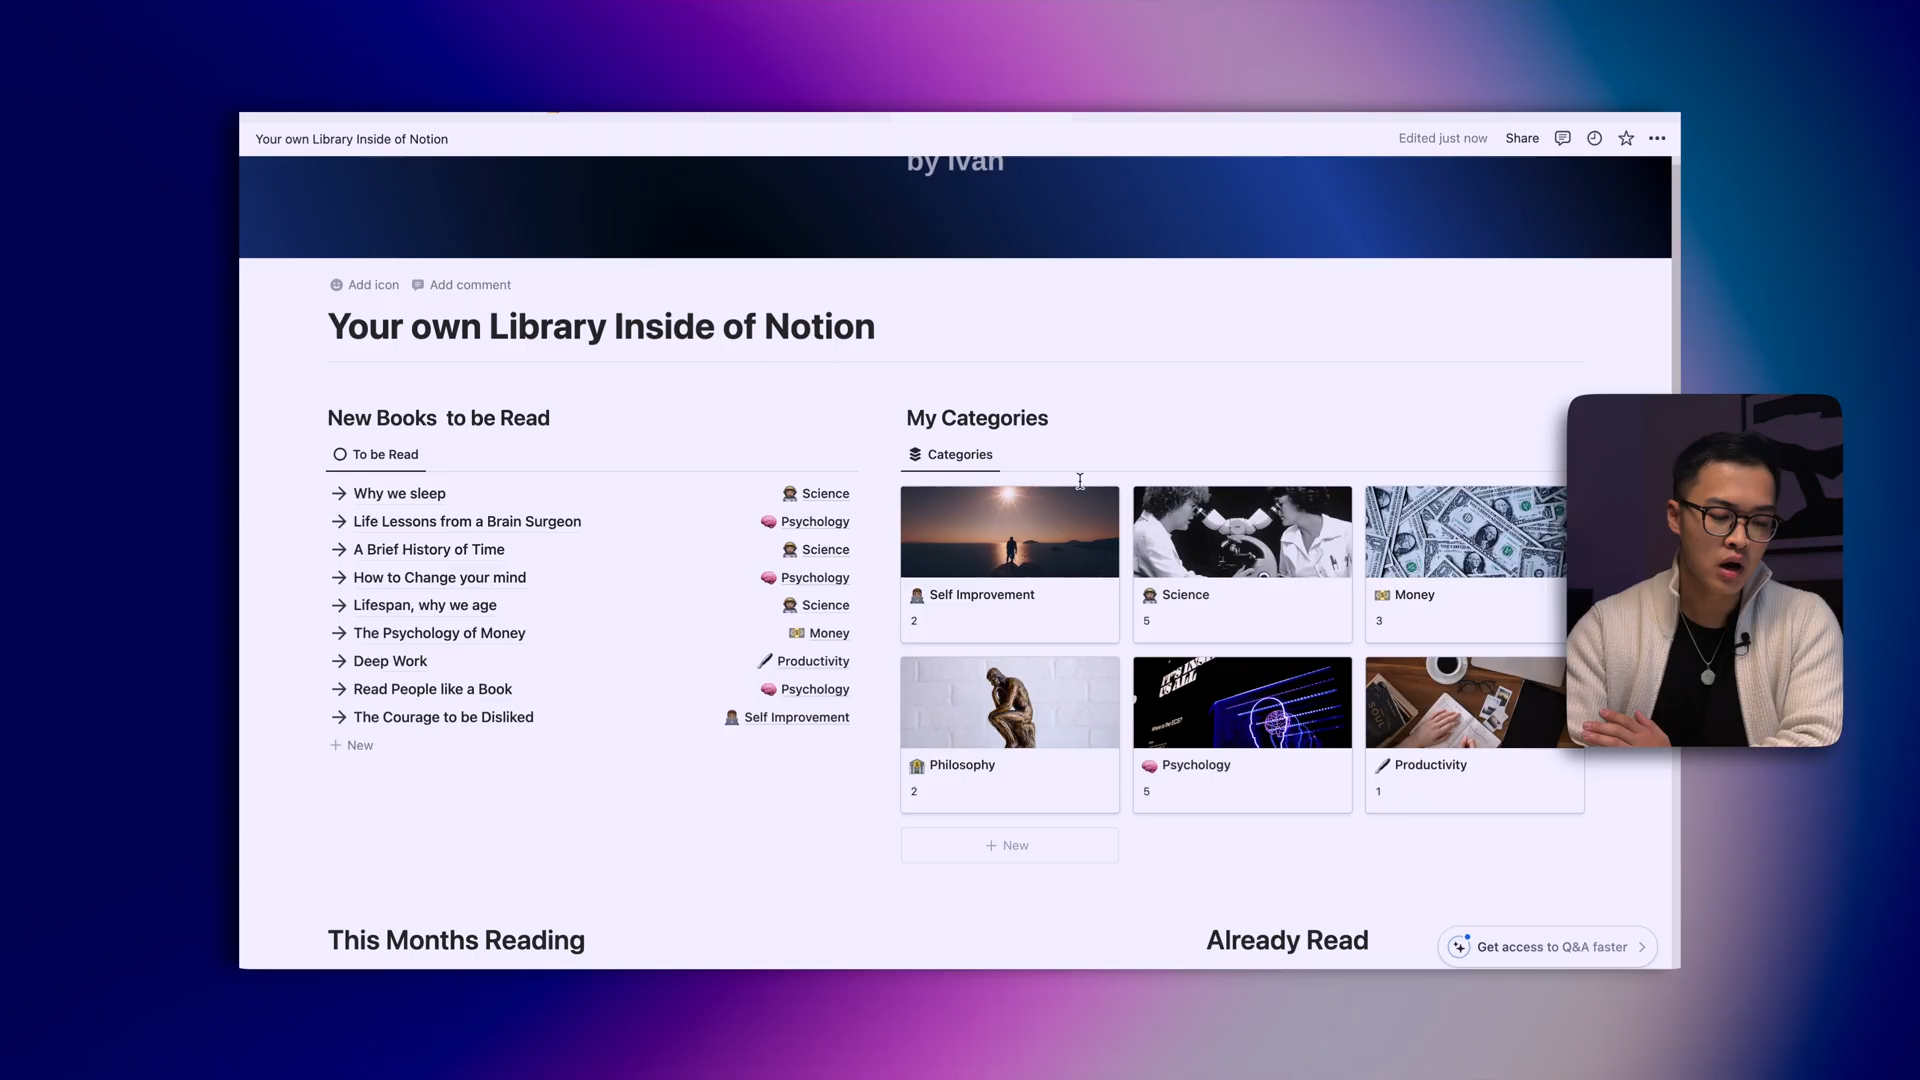 Your own Library Inside of Notion
Edited just now
Share
by Ivan
Add icon
Add comment
Your own Library Inside of Notion
New Books to be Read
To be Read
Why we sleep
Science
Life Lessons from a Brain Surgeon
Psychology
A Brief History of Time
Science
How to Change your mind
Psychology
Lifespan, why we age
Science
The Psychology of Money
Money
Deep Work
Productivity
Read People like a Book
Psychology
The Courage to be Disliked
Self Improvement
New
My Categories
Categories
Self Improvement
2
Science
5
Money
3
Philosophy
2
Psychology
5
Productivity
1
New
This Months Reading
Already Read
Get access to Q&A faster